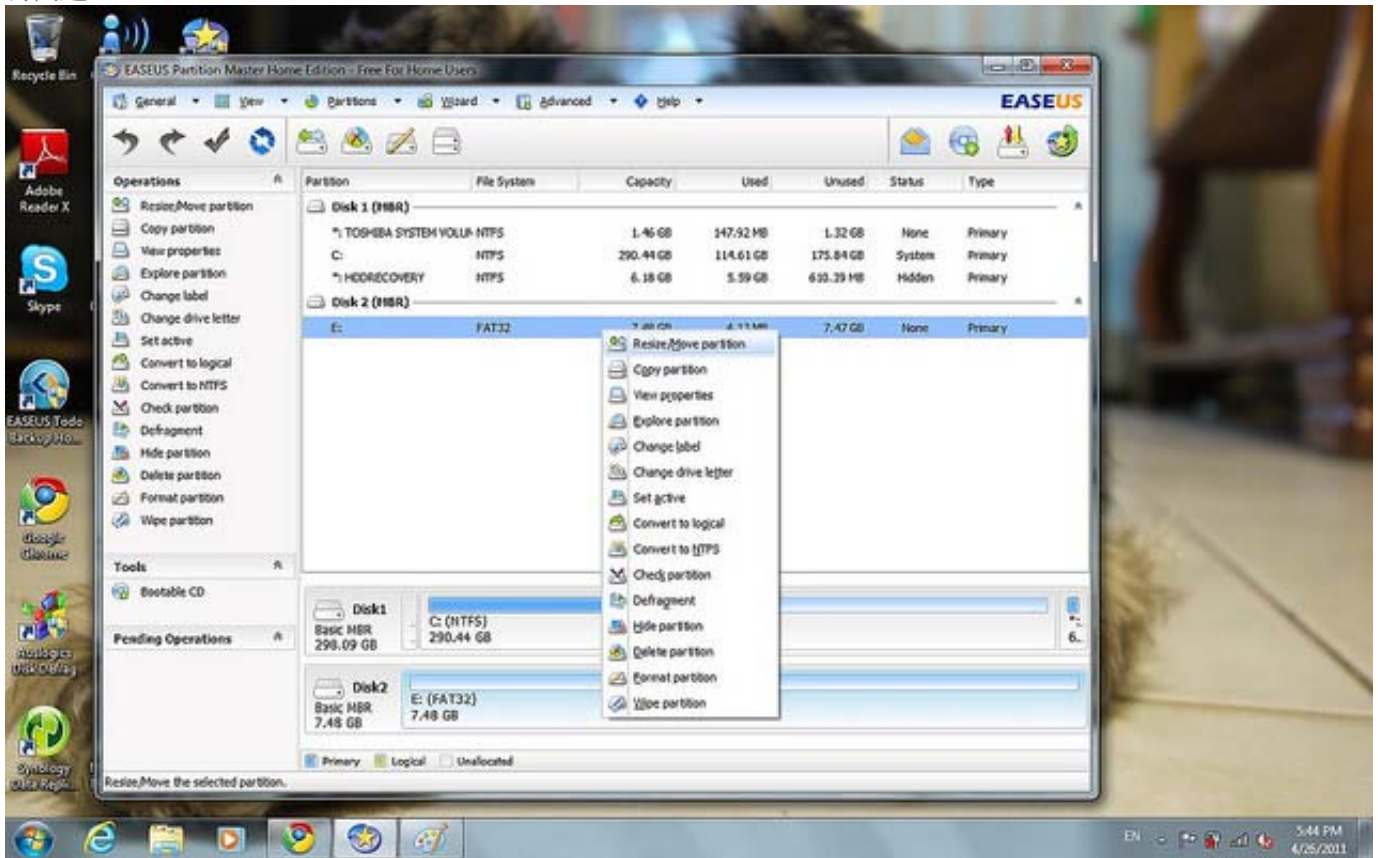 Recycle Bin
Adobe
Reader X
Skype
EASEUS Todo
Backup Ho...
Google
Chrome
Auslogics
Disk Defrag
Synology
Data Repli...
EASEUS Partition Master Home Edition - Free For Home Users
General View Partitions Wizard Advanced Help
EASEUS
Operations
Resize/Move partition
Copy partition
View properties
Explore partition
Change label
Change drive letter
Set active
Convert to logical
Convert to NTFS
Check partition
Defragment
Hide partition
Delete partition
Format partition
Wipe partition
Tools
Bootable CD
Pending Operations
Partition File System Capacity Used Unused Status Type
Disk 1 (MBR)
*: TOSHIBA SYSTEM VOLUM NTFS 1.46 GB 147.92 MB 1.32 GB None Primary
C: NTFS 290.44 GB 114.61 GB 175.84 GB System Primary
*: HDDRECOVERY NTFS 6.18 GB 5.59 GB 610.39 MB Hidden Primary
Disk 2 (MBR)
E: FAT32 7.48 GB 4.13 MB 7.47 GB None Primary
Resize/Move partition
Copy partition
View properties
Explore partition
Change label
Change drive letter
Set active
Convert to logical
Convert to NTFS
Check partition
Defragment
Hide partition
Delete partition
Format partition
Wipe partition
Disk1
Basic MBR
298.09 GB
C: (NTFS)
290.44 GB
*:
6..
Disk2
Basic MBR
7.48 GB
E: (FAT32)
7.48 GB
Primary Logical Unallocated
Resize/Move the selected partition.
EN
5:44 PM
4/26/2011